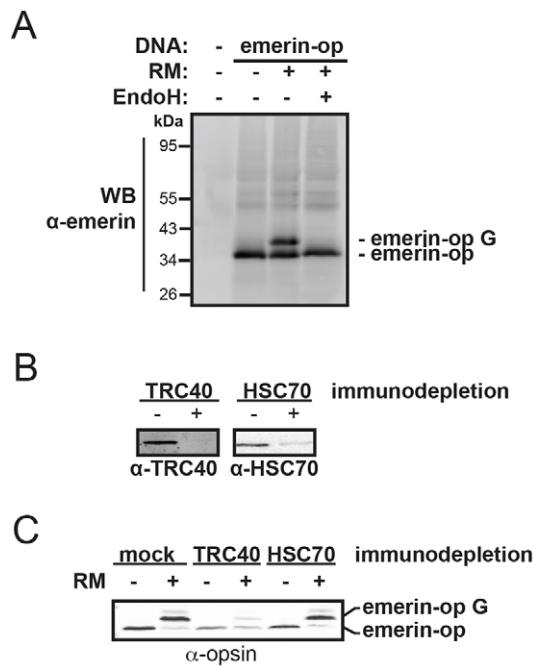 A
DNA: - emerin-op
RM: - - + +
EndoH: - - - +
kDa
95
55
43
34
26
WB
α-emerin
- emerin-op G
- emerin-op
B
TRC40 HSC70 immunodepletion
- + - +
α-TRC40 α-HSC70
C
mock TRC40 HSC70 immunodepletion
RM - + - + - +
emerin-op G
emerin-op
α-opsin